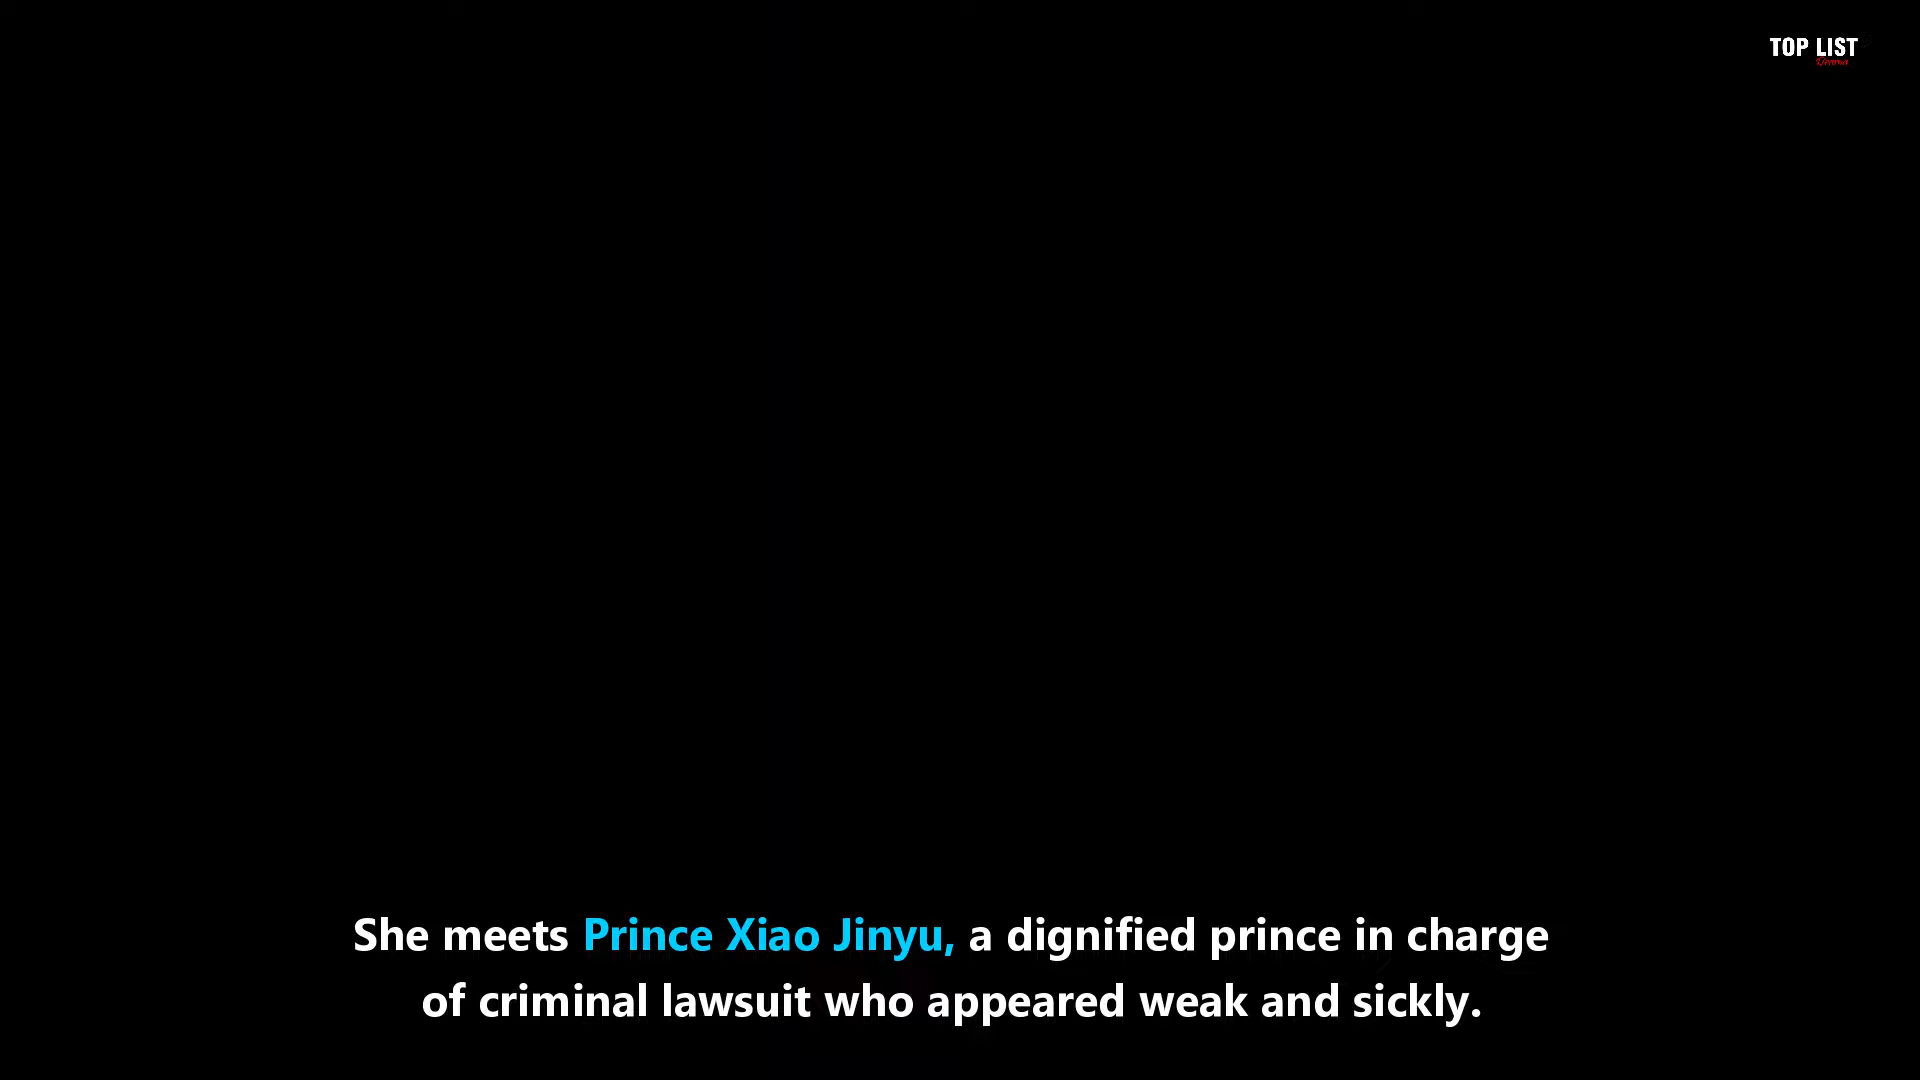 TOP LIST
Drama
She meets Prince Xiao Jinyu, a dignified prince in charge
of criminal lawsuit who appeared weak and sickly.